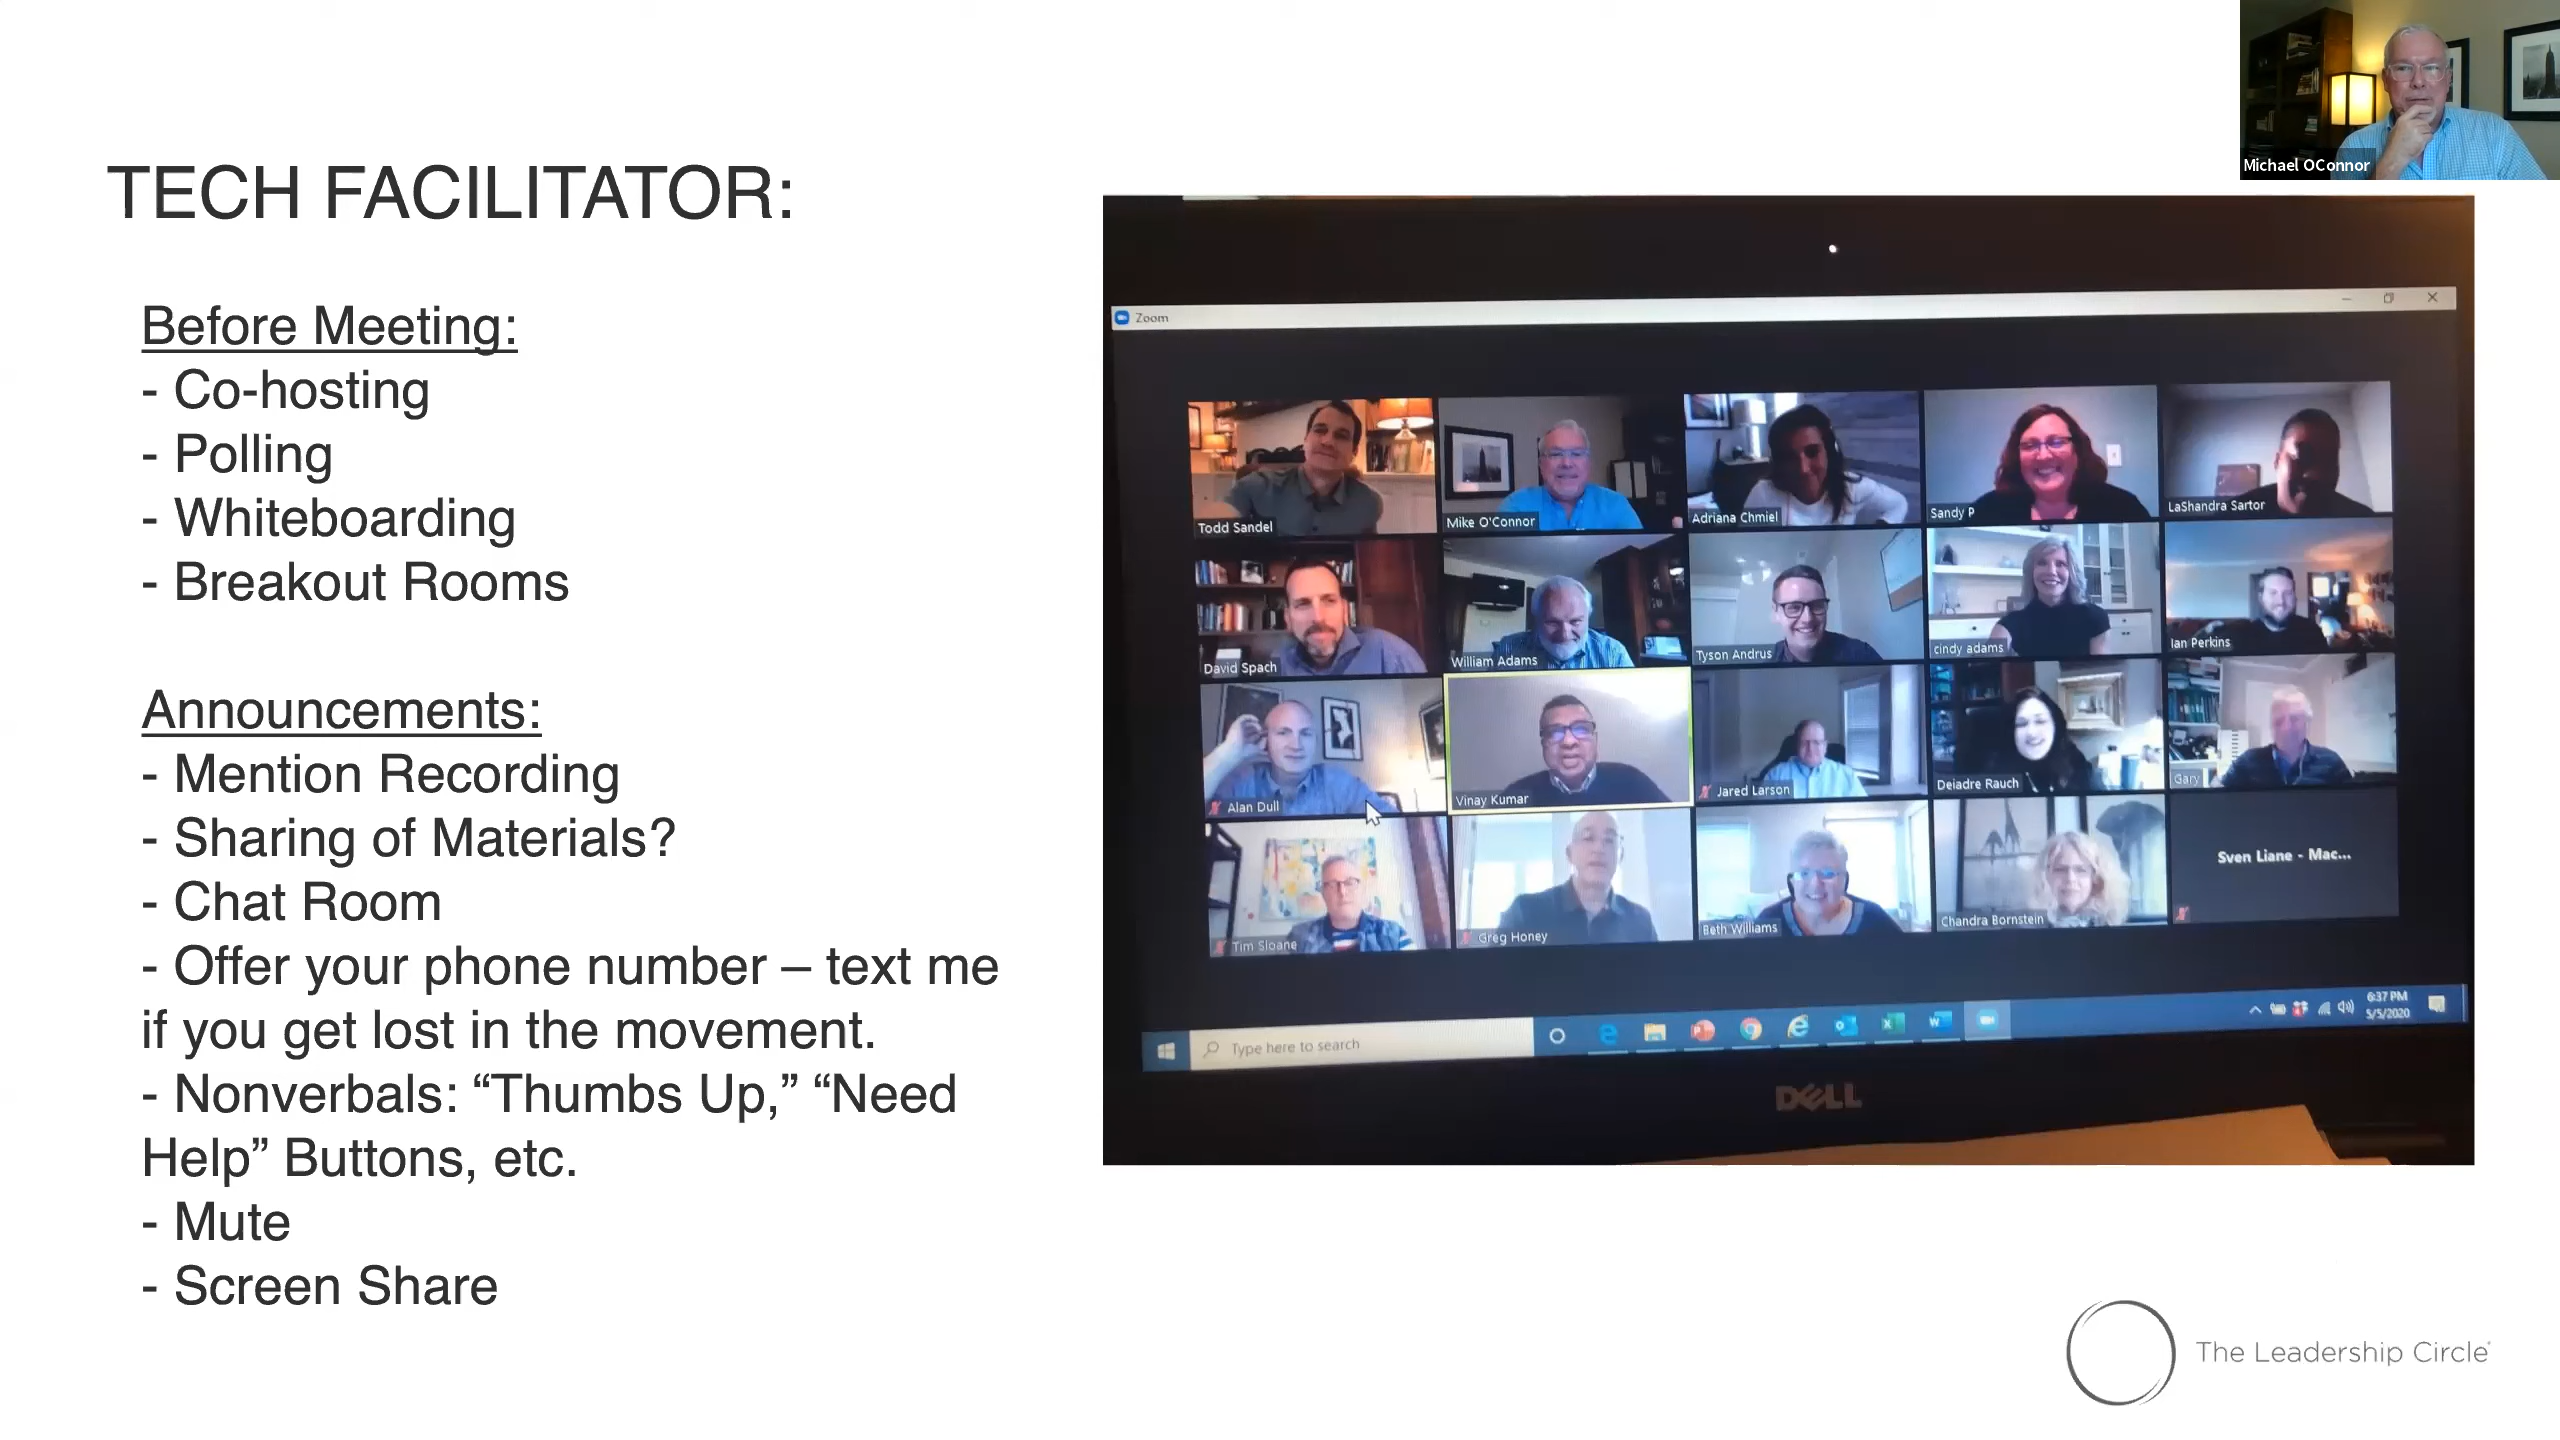 Michael OConnor
TECH FACILITATOR:
Before Meeting:
- Co-hosting
- Polling
- Whiteboarding
- Breakout Rooms
Announcements:
- Mention Recording
- Sharing of Materials?
- Chat Room
- Offer your phone number – text me
if you get lost in the movement.
- Nonverbals: “Thumbs Up,” “Need
Help” Buttons, etc.
- Mute
- Screen Share
Zoom
Todd Sandel
Mike O'Connor
Adriana Chmiel
Sandy P
LaShandra Sartor
David Spach
William Adams
Tyson Andrus
cindy adams
Ian Perkins
Alan Dull
Vinay Kumar
Jared Larson
Deiadre Rauch
Gary
Tim Sloane
Greg Honey
Beth Williams
Chandra Bornstein
Sven Liane - Mac...
Type here to search
6:37 PM
5/5/2020
DELL
The Leadership Circle®